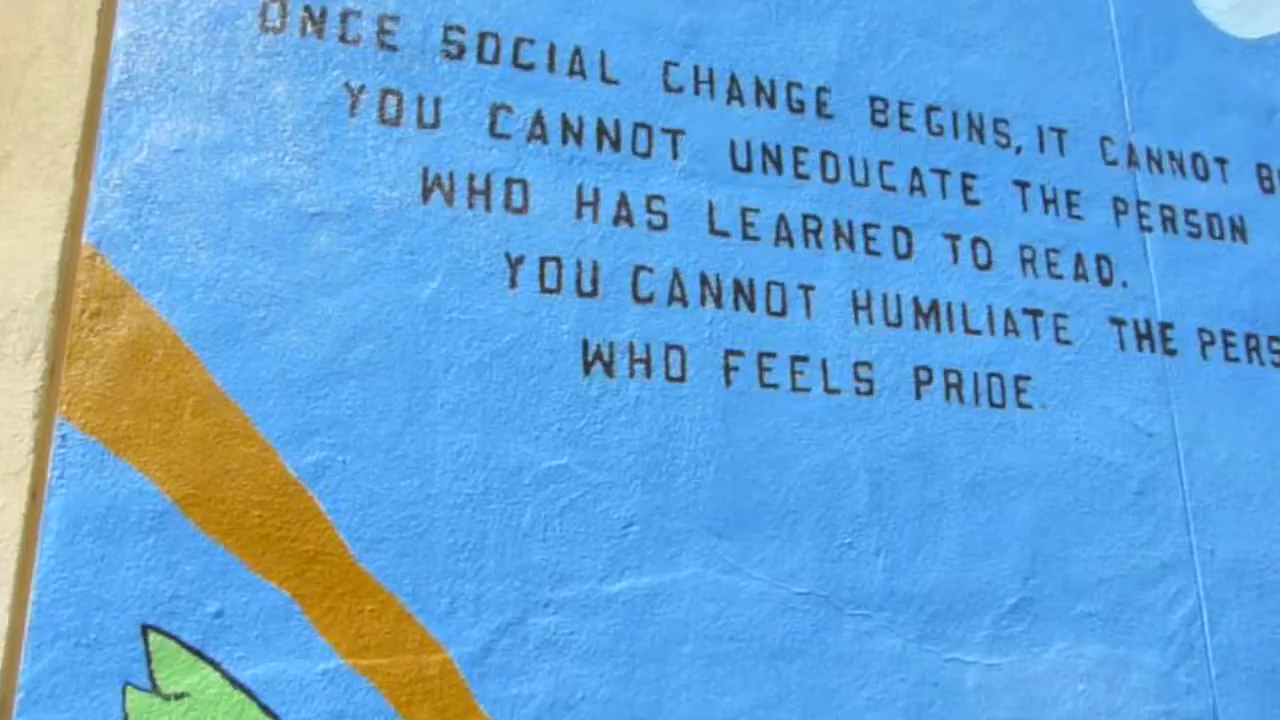 ONCE SOCIAL CHANGE BEGINS, IT CANNOT
YOU CANNOT UNEDUCATE THE PERSON
WHO HAS LEARNED TO READ.
YOU CANNOT HUMILIATE THE
WHO FEELS PRIDE.